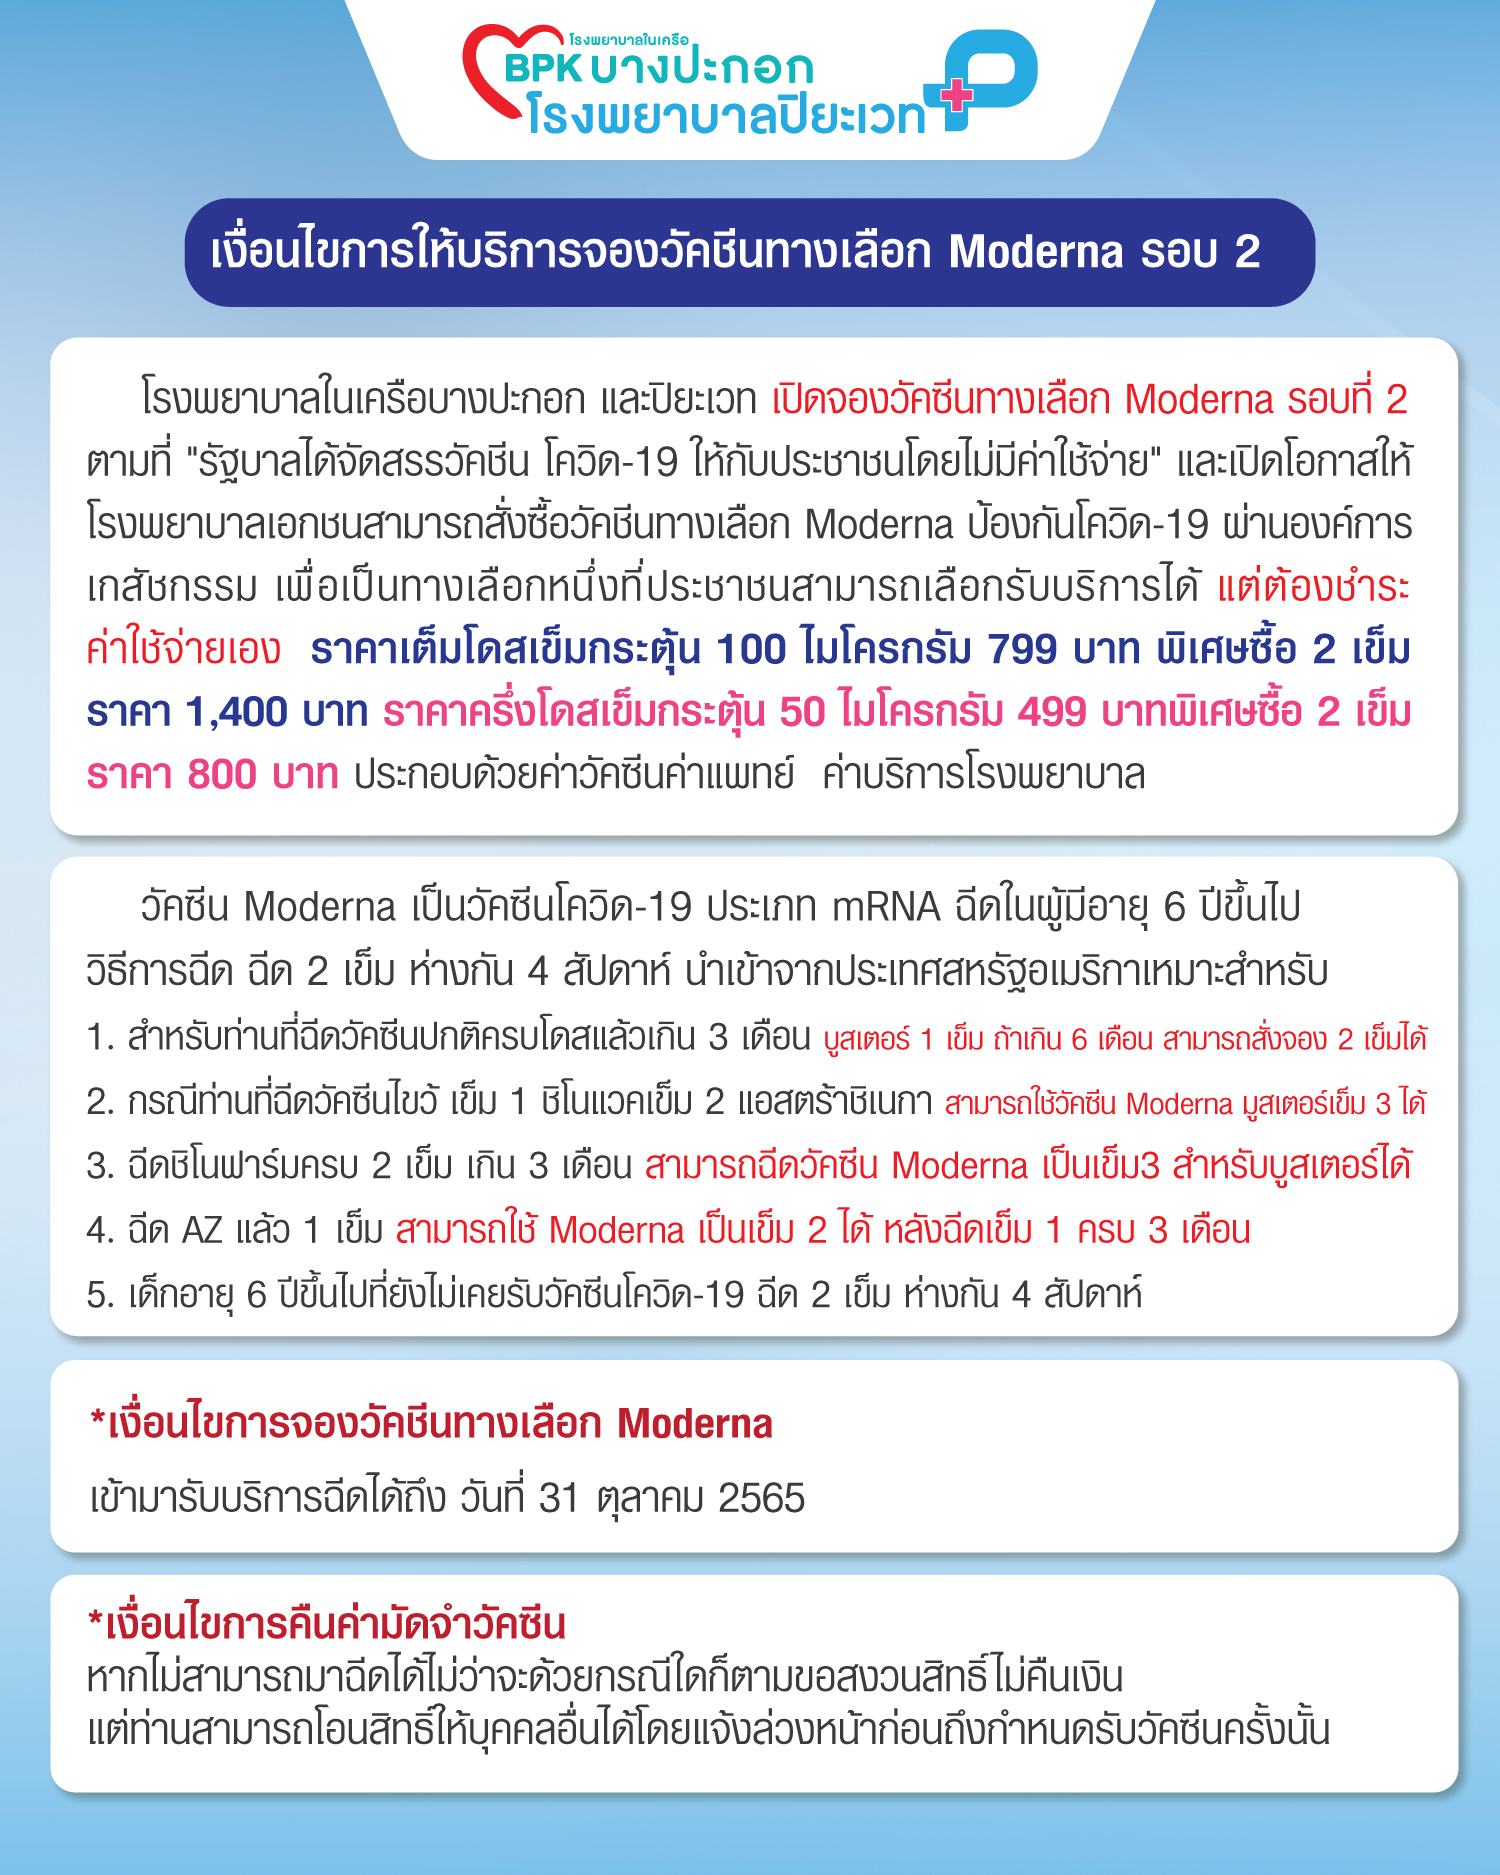 โรงพยาบาลในเครือ
BPK บางปะกอก
โรงพยาบาลปิยะเวท
เงื่อนไขการให้บริการจองวัคซีนทางเลือก Moderna รอบ 2
โรงพยาบาลในเครือบางปะกอก และปิยะเวท เปิดจองวัคซีนทางเลือก Moderna รอบที่ 2
ตามที่ "รัฐบาลได้จัดสรรวัคซีน โควิด-19 ให้กับประชาชนโดยไม่มีค่าใช้จ่าย" และเปิดโอกาสให้
โรงพยาบาลเอกชนสามารถสั่งซื้อวัคซีนทางเลือก Moderna ป้องกันโควิด-19 ผ่านองค์การ
เภสัชกรรม เพื่อเป็นทางเลือกหนึ่งที่ประชาชนสามารถเลือกรับบริการได้ แต่ต้องชำระ
ค่าใช้จ่ายเอง ราคาเต็มโดสเข็มกระตุ้น 100 ไมโครกรัม 799 บาท พิเศษซื้อ 2 เข็ม
ราคา 1,400 บาท ราคาครึ่งโดสเข็มกระตุ้น 50 ไมโครกรัม 499 บาทพิเศษซื้อ 2 เข็ม
ราคา 800 บาท ประกอบด้วยค่าวัคซีนค่าแพทย์ ค่าบริการโรงพยาบาล
วัคซีน Moderna เป็นวัคซีนโควิด-19 ประเภท mRNA ฉีดในผู้มีอายุ 6 ปีขึ้นไป
วิธีการฉีด ฉีด 2 เข็ม ห่างกัน 4 สัปดาห์ นำเข้าจากประเทศสหรัฐอเมริกาเหมาะสำหรับ
1. สำหรับท่านที่ฉีดวัคซีนปกติครบโดสแล้วเกิน 3 เดือน บูสเตอร์ 1 เข็ม ถ้าเกิน 6 เดือน สามารถสั่งจอง 2 เข็มได้
2. กรณีท่านที่ฉีดวัคซีนไขว้ เข็ม 1 ซิโนแวคเข็ม 2 แอสตร้าซิเนกา สามารถใช้วัคซีน Moderna มูสเตอร์เข็ม 3 ได้
3. ฉีดซิโนฟาร์มครบ 2 เข็ม เกิน 3 เดือน สามารถฉีดวัคซีน Moderna เป็นเข็ม3 สำหรับบูสเตอร์ได้
4. ฉีด AZ แล้ว 1 เข็ม สามารถใช้ Moderna เป็นเข็ม 2 ได้ หลังฉีดเข็ม 1 ครบ 3 เดือน
5. เด็กอายุ 6 ปีขึ้นไปที่ยังไม่เคยรับวัคซีนโควิด-19 ฉีด 2 เข็ม ห่างกัน 4 สัปดาห์
*เงื่อนไขการจองวัคซีนทางเลือก Moderna
เข้ามารับบริการฉีดได้ถึง วันที่ 31 ตุลาคม 2565
*เงื่อนไขการคืนค่ามัดจำวัคซีน
หากไม่สามารถมาฉีดได้ไม่ว่าจะด้วยกรณีใดก็ตามขอสงวนสิทธิ์ไม่คืนเงิน
แต่ท่านสามารถโอนสิทธิ์ให้บุคคลอื่นได้โดยแจ้งล่วงหน้าก่อนถึงกำหนดรับวัคซีนครั้งนั้น